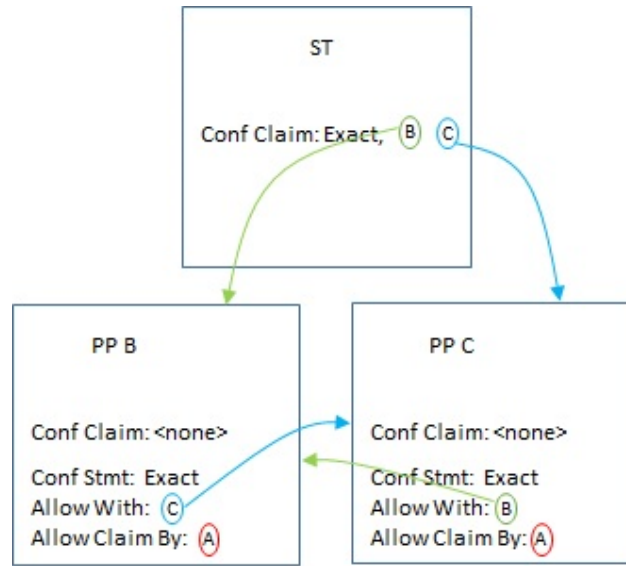 ST
Conf Claim: Exact, B C
PP B
Conf Claim: <none>
Conf Stmt: Exact
Allow With: C
Allow Claim By: A
PP C
Conf Claim: <none>
Conf Stmt: Exact
Allow With: B
Allow Claim By: A